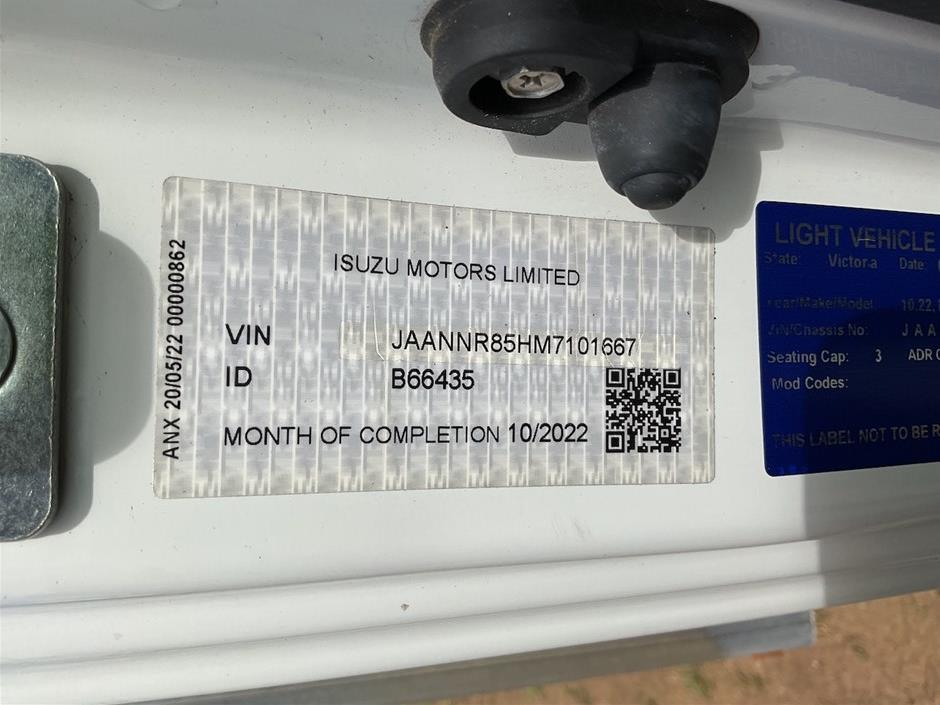 ANX 20/05/22 00000862
ISUZU MOTORS LIMITED
VIN JAANNR85HM7101667
ID B66435
MONTH OF COMPLETION 10/2022
LIGHT VEHICLE
State: Victoria Date:
Year/Make/Model 10.22,
VIN/Chassis No: JAA
Seating Cap: 3 ADR
Mod Codes:
THIS LABEL NOT TO BE